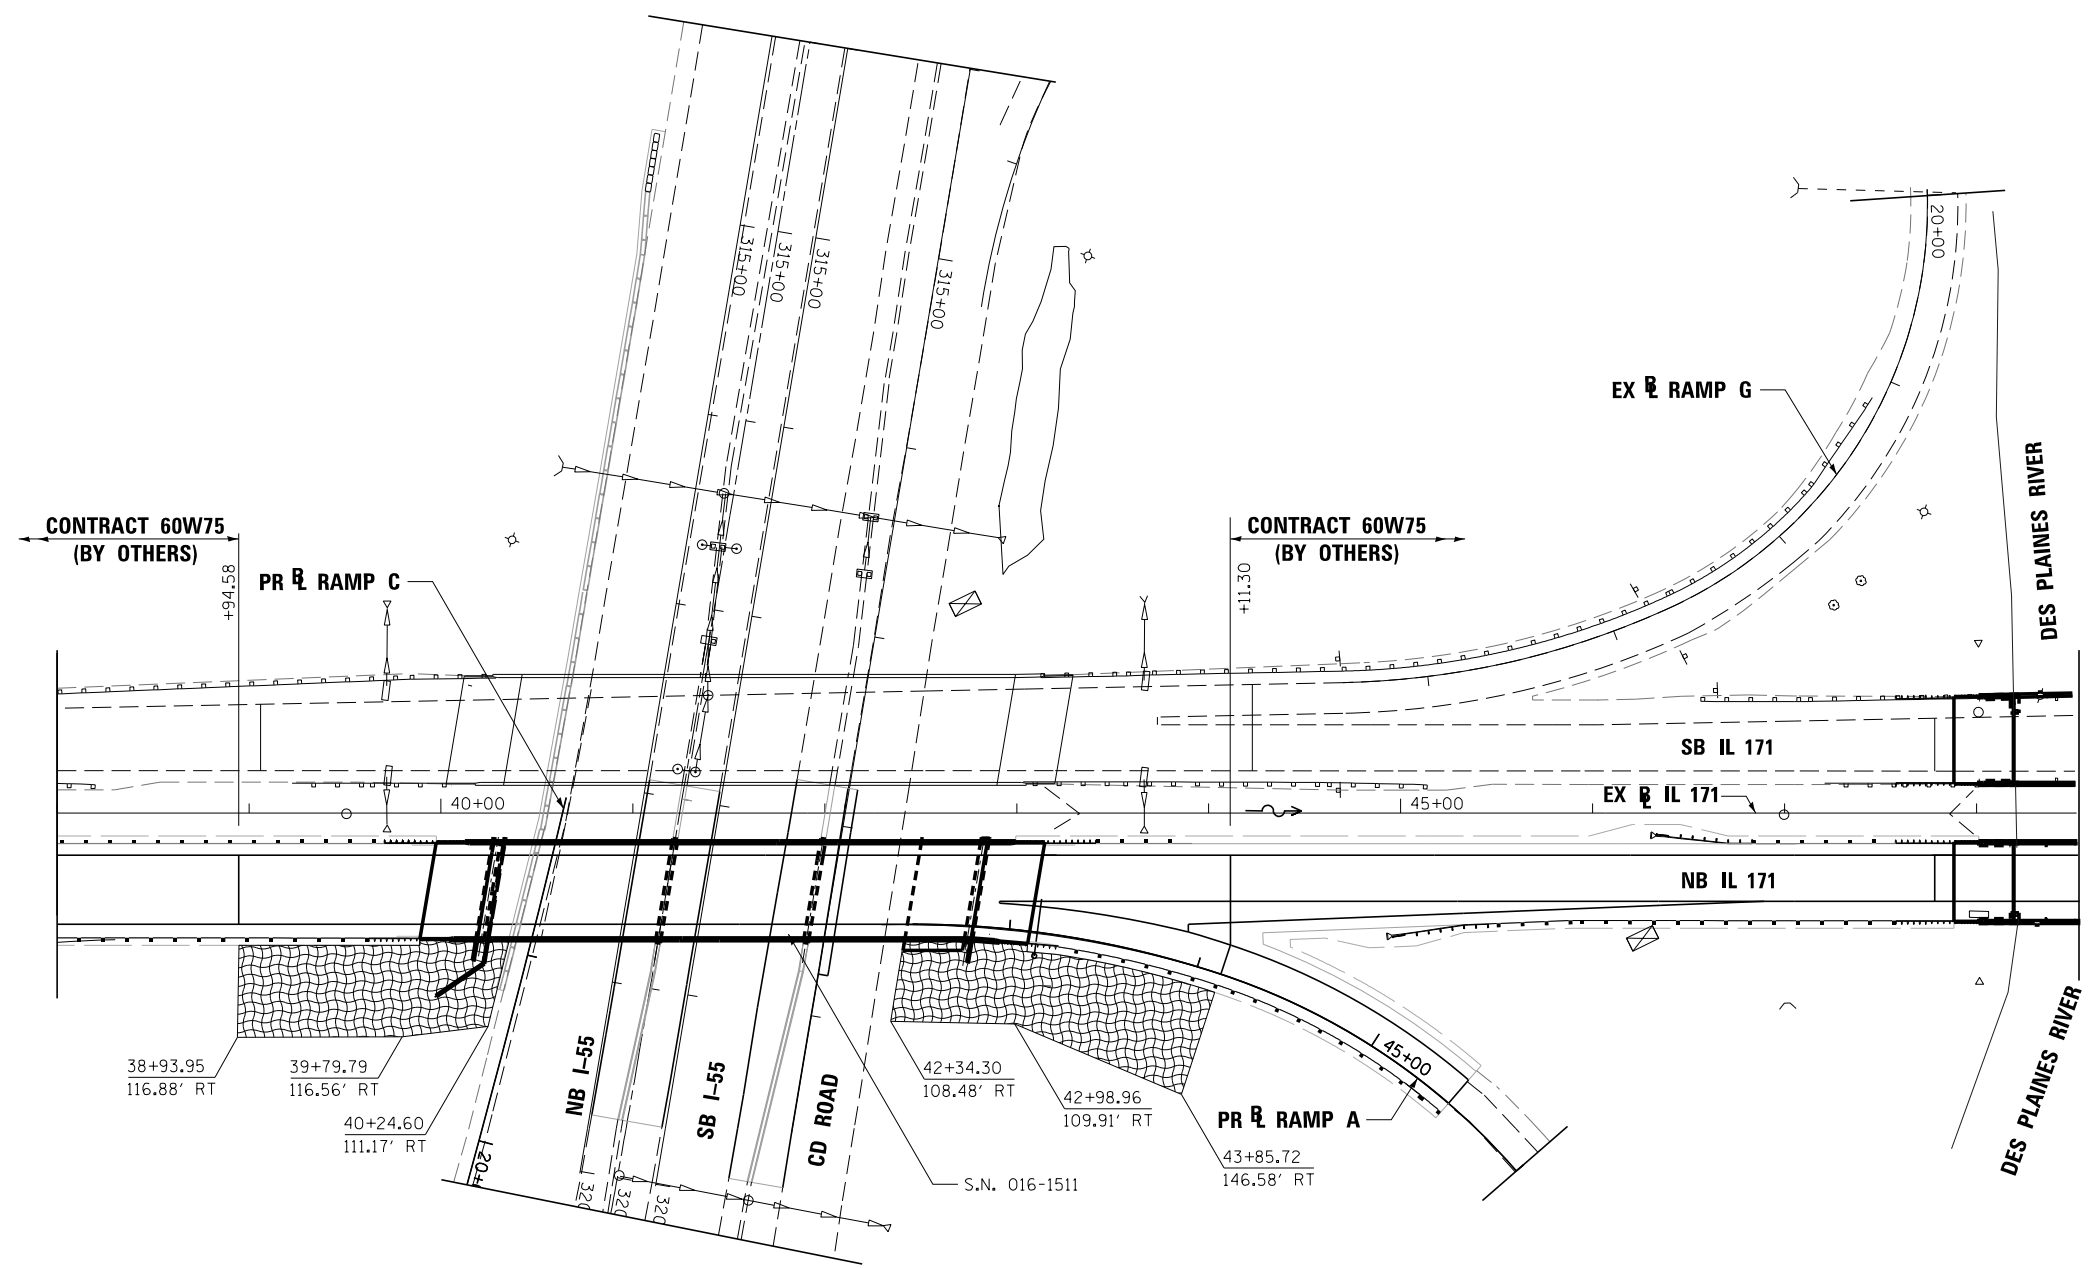 315+00
315+00
315+00
315+00
20+00
EX BL RAMP G
DES PLAINES RIVER
CONTRACT 60W75
(BY OTHERS)
+94.58
PR BL RAMP C
CONTRACT 60W75
(BY OTHERS)
+11.30
SB IL 171
40+00
45+00
EX BL IL 171
NB IL 171
38+93.95
116.88' RT
39+79.79
116.56' RT
40+24.60
111.17' RT
20+
NB I-55
SB I-55
CD ROAD
320
320
320
42+34.30
108.48' RT
42+98.96
109.91' RT
43+85.72
146.58' RT
45+00
PR BL RAMP A
S.N. 016-1511
DES PLAINES RIVER